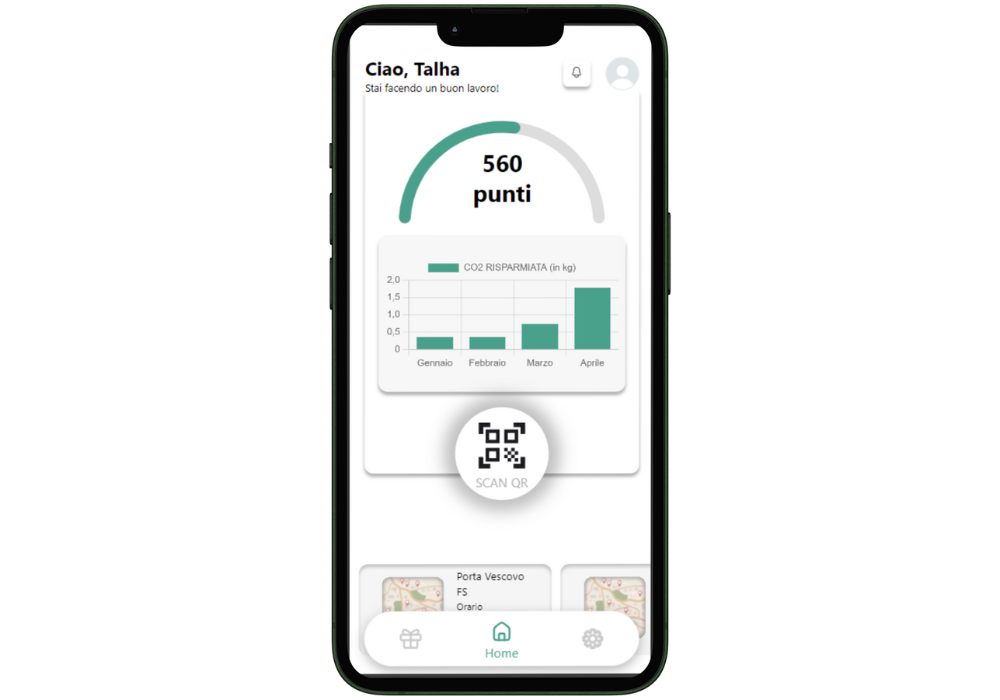 Ciao, Talha
Stai facendo un buon lavoro!
560
punti
CO2 RISPARMIATA (in kg)
2,0
1,5
1,0
0,5
0
Gennaio Febbraio Marzo Aprile
SCAN QR
Porta Vescovo
FS
Orario
Home